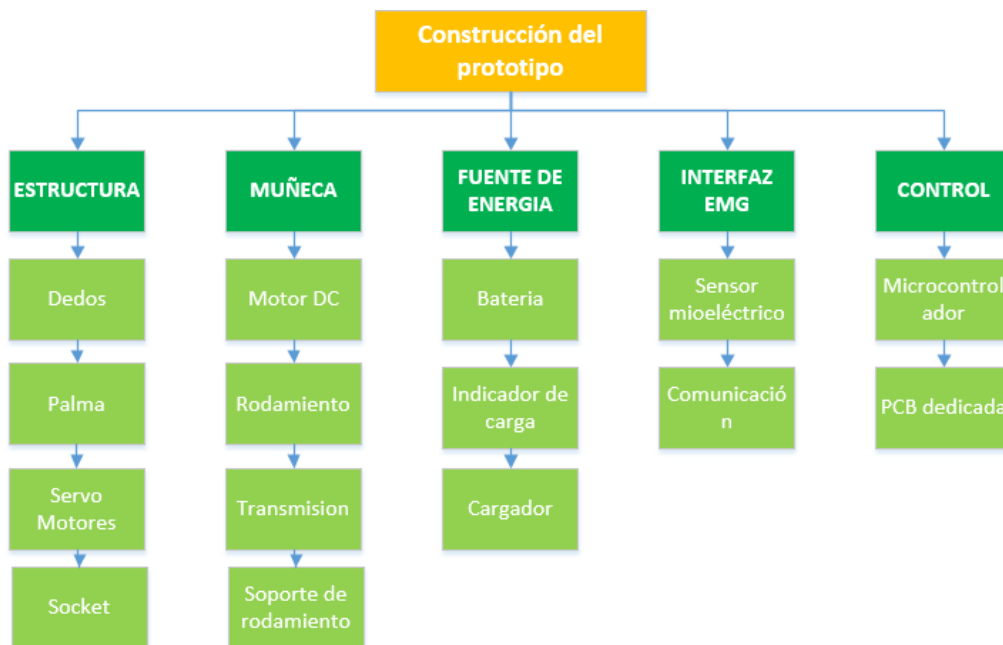 Construcción del
prototipo
ESTRUCTURA
MUÑECA
FUENTE DE
ENERGIA
INTERFAZ
EMG
CONTROL
Dedos
Motor DC
Bateria
Sensor
mioeléctrico
Microcontrol
ador
Palma
Rodamiento
Indicador de
carga
Comunicació
n
PCB dedicada
Servo
Motores
Transmision
Cargador
Socket
Soporte de
rodamiento